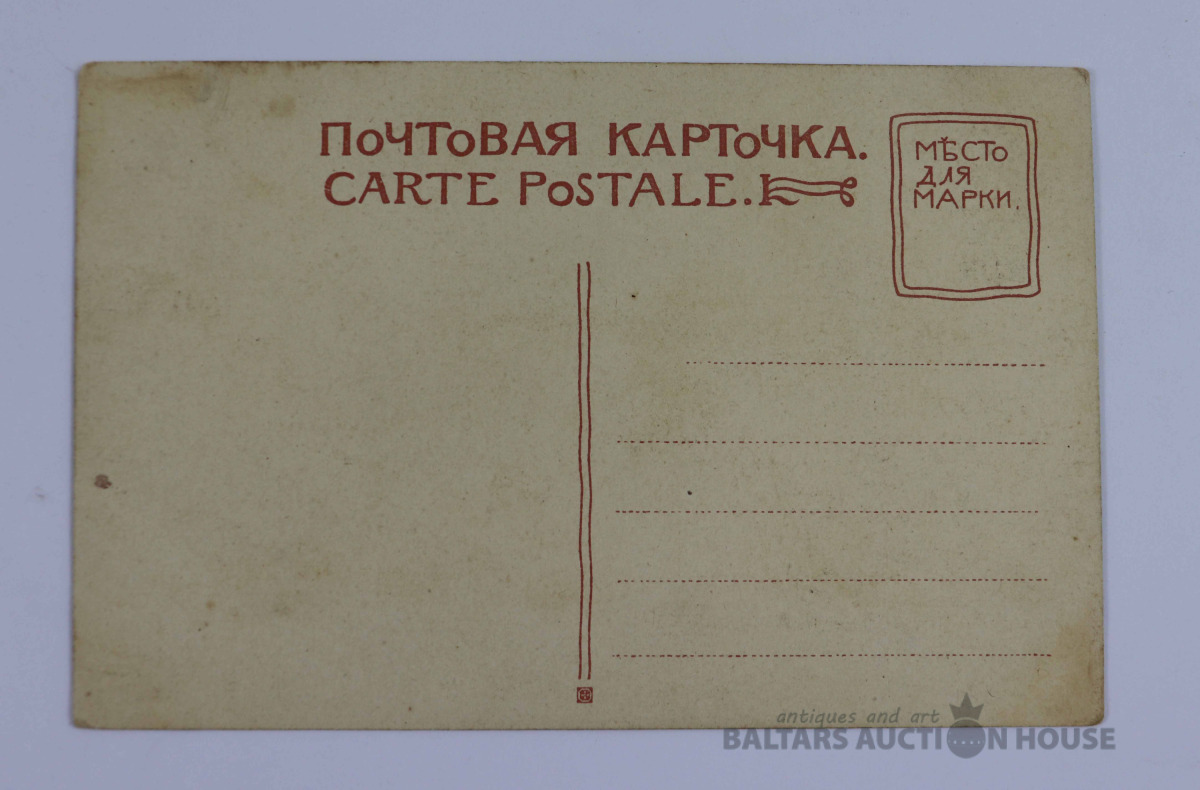 ПОЧТОВАЯ КАРТОЧКА.
CARTE POSTALE.
МѢСТО
ДЛЯ
МАРКИ.
antiques and art
BALTARS AUCTION HOUSE